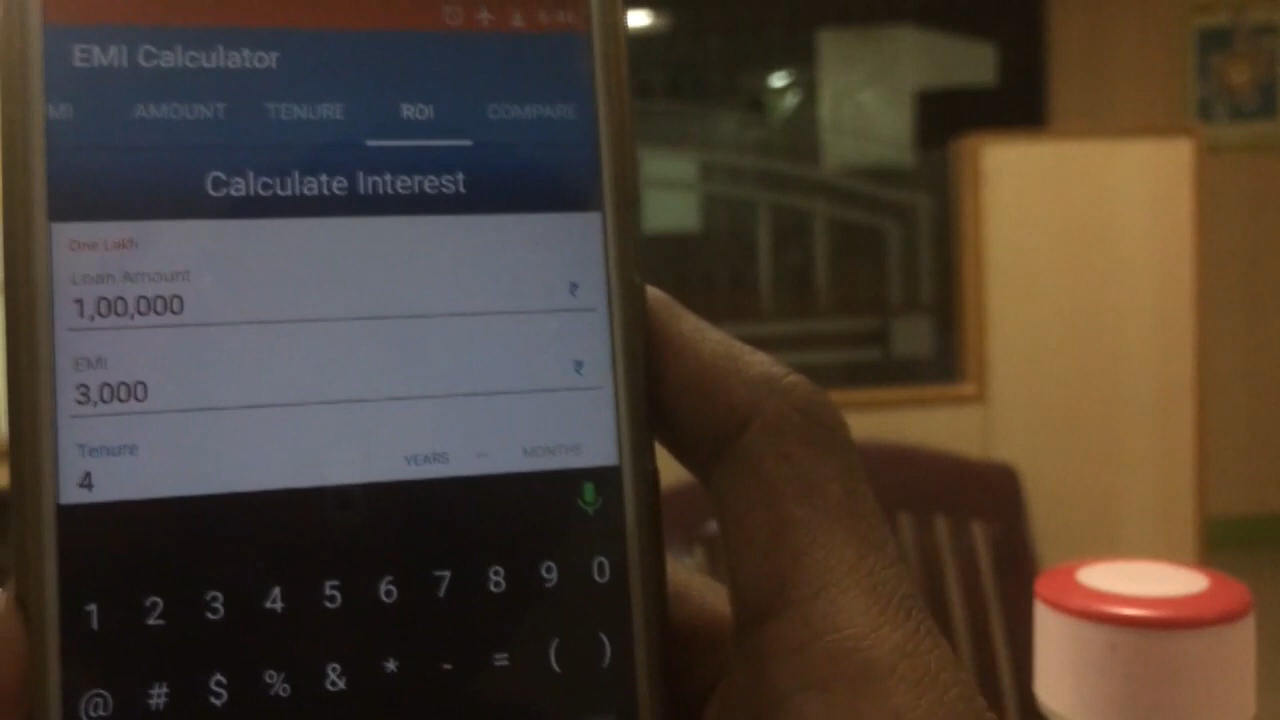 EMI Calculator
MI AMOUNT TENURE ROI COMPARE
Calculate Interest
One Lakh
Loan Amount
1,00,000 ₹
EMI
3,000 ₹
Tenure YEARS MONTHS
4
1 2 3 4 5 6 7 8 9 0
@ # $ % & * - = ( )